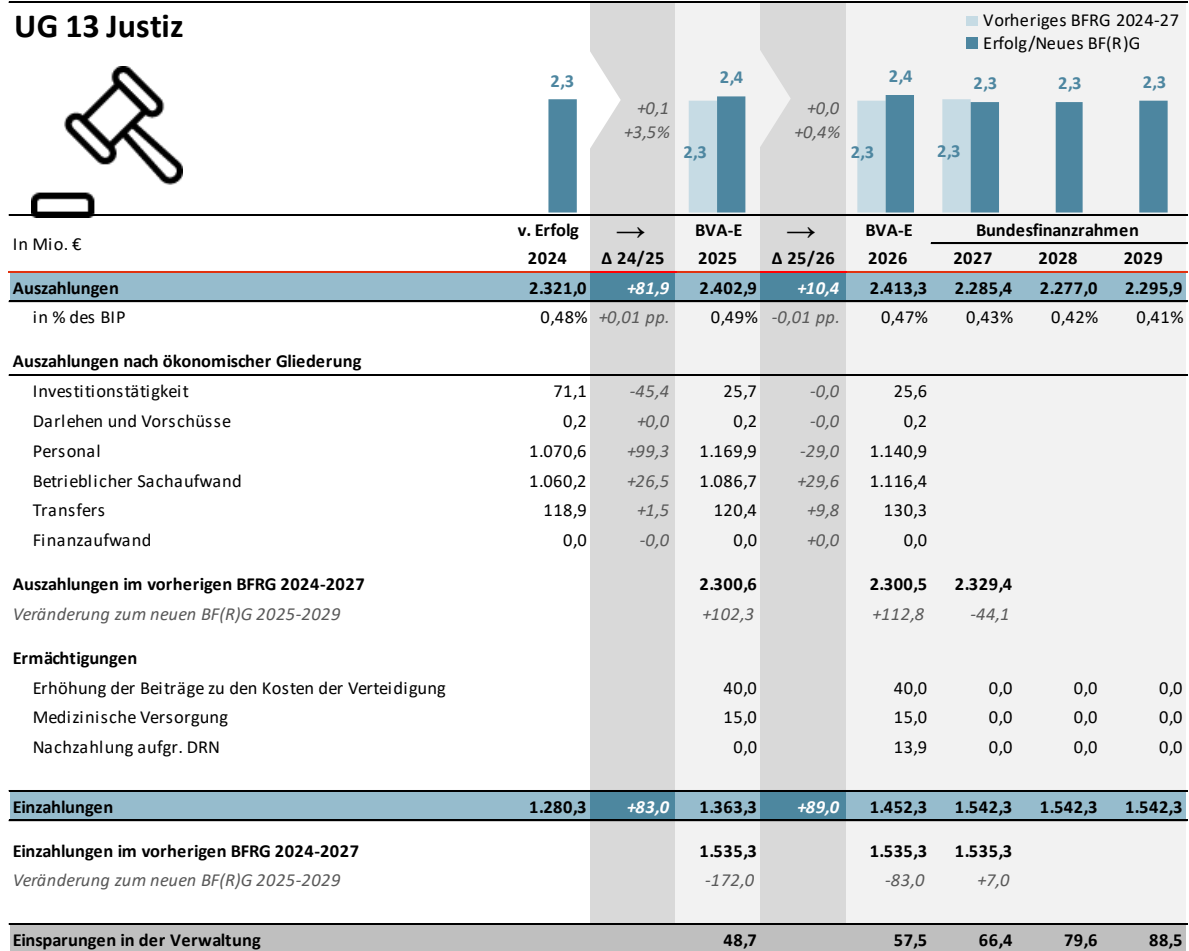 UG 13 Justiz
Vorheriges BFRG 2024-27
Erfolg/Neues BF(R)G
2,3 2,4 2,4 2,3 2,3 2,3
+0,1 +0,0
+3,5% +0,4%
2,3 2,3 2,3
In Mio. € v. Erfolg → BVA-E → BVA-E Bundesfinanzrahmen
2024 Δ 24/25 2025 Δ 25/26 2026 2027 2028 2029
Auszahlungen 2.321,0 +81,9 2.402,9 +10,4 2.413,3 2.285,4 2.277,0 2.295,9
in % des BIP 0,48% +0,01 pp. 0,49% -0,01 pp. 0,47% 0,43% 0,42% 0,41%
Auszahlungen nach ökonomischer Gliederung
Investitionstätigkeit 71,1 -45,4 25,7 -0,0 25,6
Darlehen und Vorschüsse 0,2 +0,0 0,2 -0,0 0,2
Personal 1.070,6 +99,3 1.169,9 -29,0 1.140,9
Betrieblicher Sachaufwand 1.060,2 +26,5 1.086,7 +29,6 1.116,4
Transfers 118,9 +1,5 120,4 +9,8 130,3
Finanzaufwand 0,0 -0,0 0,0 +0,0 0,0
Auszahlungen im vorherigen BFRG 2024-2027 2.300,6 2.300,5 2.329,4
Veränderung zum neuen BF(R)G 2025-2029 +102,3 +112,8 -44,1
Ermächtigungen
Erhöhung der Beiträge zu den Kosten der Verteidigung 40,0 40,0 0,0 0,0 0,0
Medizinische Versorgung 15,0 15,0 0,0 0,0 0,0
Nachzahlung aufgr. DRN 0,0 13,9 0,0 0,0 0,0
Einzahlungen 1.280,3 +83,0 1.363,3 +89,0 1.452,3 1.542,3 1.542,3 1.542,3
Einzahlungen im vorherigen BFRG 2024-2027 1.535,3 1.535,3 1.535,3
Veränderung zum neuen BF(R)G 2025-2029 -172,0 -83,0 +7,0
Einsparungen in der Verwaltung 48,7 57,5 66,4 79,6 88,5